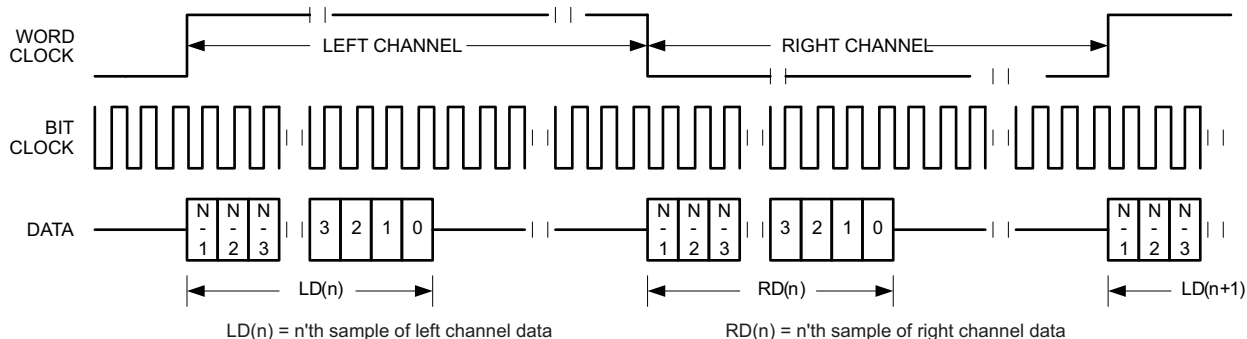 WORD
CLOCK
LEFT CHANNEL
RIGHT CHANNEL
BIT
CLOCK
DATA
N
-
1
N
-
2
N
-
3
3
2
1
0
N
-
1
N
-
2
N
-
3
3
2
1
0
N
-
1
N
-
2
N
-
3
LD(n)
RD(n)
LD(n+1)
LD(n) = n'th sample of left channel data
RD(n) = n'th sample of right channel data